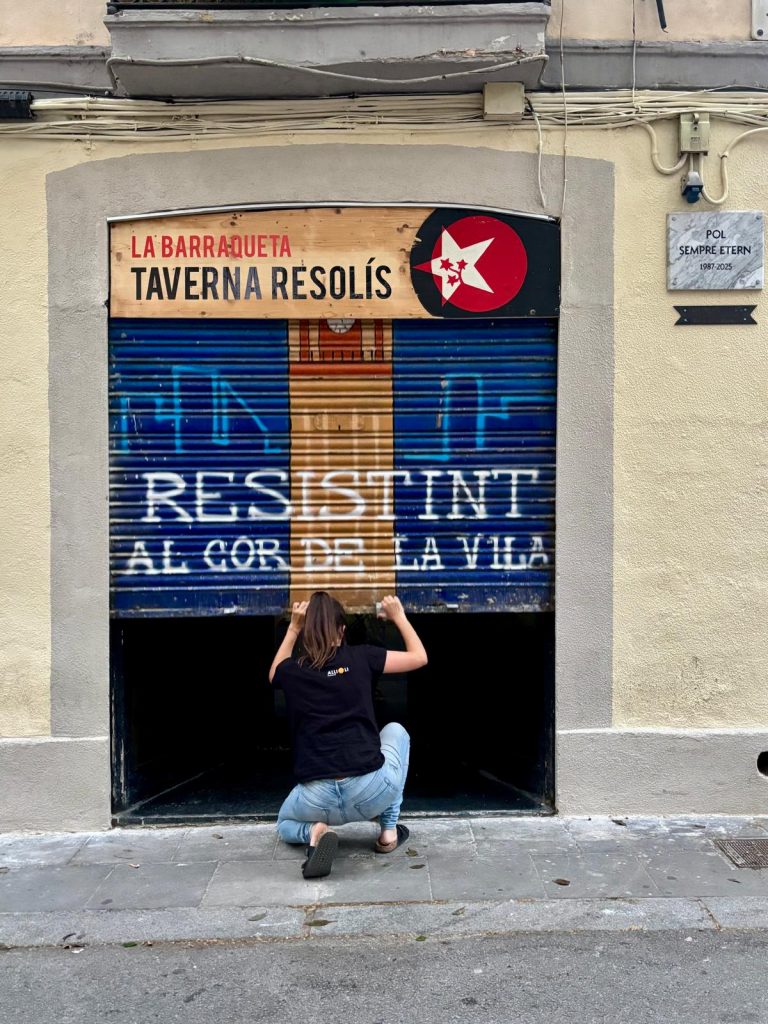 LA BARRAQUETA
TAVERNA RESOLÍS
POL
SEMPRE ETERN
1987-2025
RESISTINT
AL COR DE LA VILA